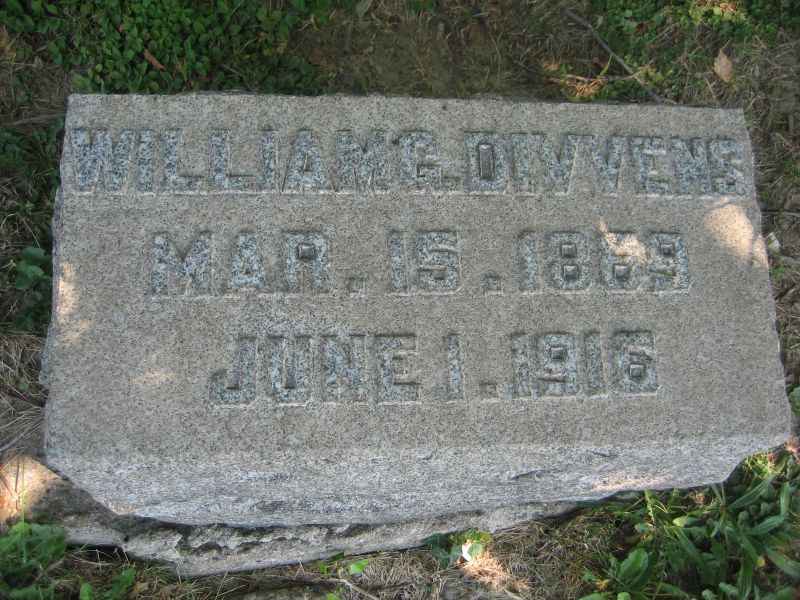 WILLIAM G. DIVVENS
MAR. 15. 1869
JUNE 1. 1916